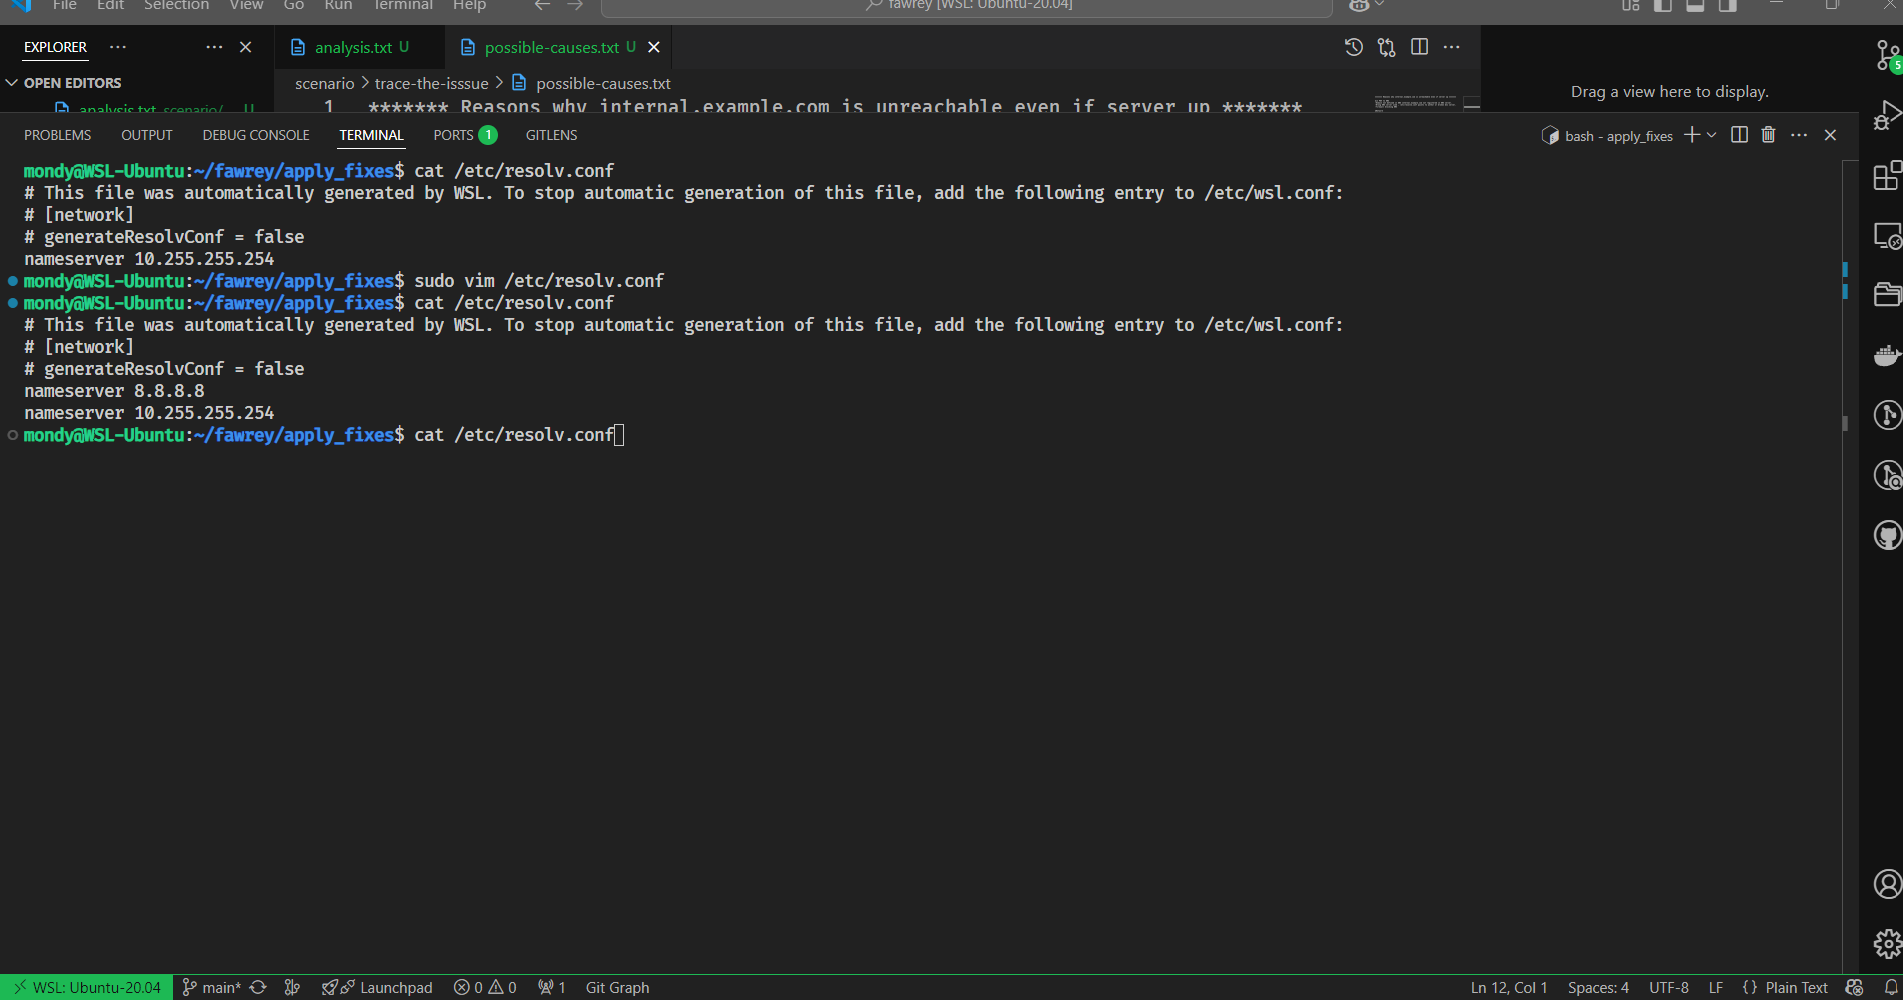 File Edit Selection View Go Run Terminal Help
fawrey [WSL: Ubuntu-20.04]
EXPLORER
analysis.txt U
possible-causes.txt U
OPEN EDITORS
analysis.txt scenario/ U
scenario > trace-the-isssue > possible-causes.txt
1 ******* Reasons why internal.example.com is unreachable even if server up *******
Drag a view here to display.
5
PROBLEMS OUTPUT DEBUG CONSOLE TERMINAL PORTS 1 GITLENS
bash - apply_fixes
mondy@WSL-Ubuntu:~/fawrey/apply_fixes$ cat /etc/resolv.conf
# This file was automatically generated by WSL. To stop automatic generation of this file, add the following entry to /etc/wsl.conf:
# [network]
# generateResolvConf = false
nameserver 10.255.255.254
mondy@WSL-Ubuntu:~/fawrey/apply_fixes$ sudo vim /etc/resolv.conf
mondy@WSL-Ubuntu:~/fawrey/apply_fixes$ cat /etc/resolv.conf
# This file was automatically generated by WSL. To stop automatic generation of this file, add the following entry to /etc/wsl.conf:
# [network]
# generateResolvConf = false
nameserver 8.8.8.8
nameserver 10.255.255.254
mondy@WSL-Ubuntu:~/fawrey/apply_fixes$ cat /etc/resolv.conf
WSL: Ubuntu-20.04 main* Launchpad 0 0 1 Git Graph
Ln 12, Col 1 Spaces: 4 UTF-8 LF {} Plain Text